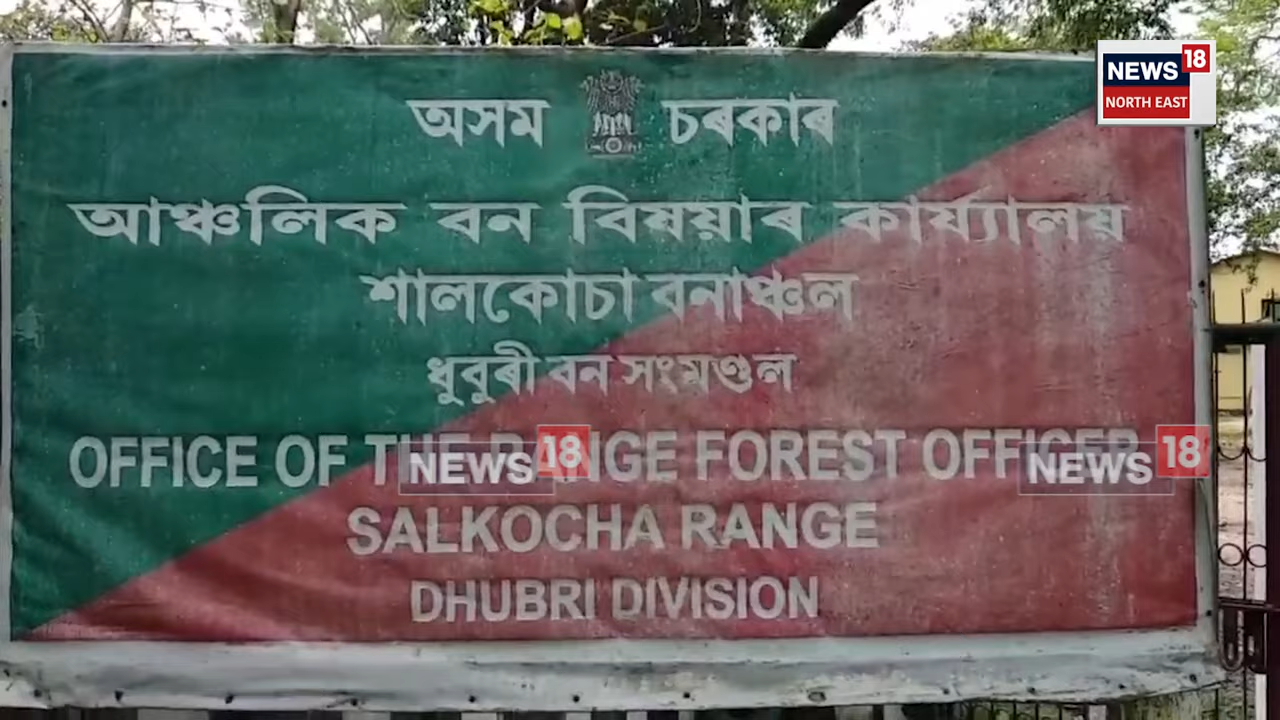 NEWS 18
NORTH EAST
অসম চৰকাৰ
আঞ্চলিক বন বিষয়াৰ কাৰ্য্যালয়
শালকোচা বনাঞ্চল
ধুবুৰী বন সংমণ্ডল
OFFICE OF THE RANGE FOREST OFFICER
NEWS 18 NEWS 18
SALKOCHA RANGE
DHUBRI DIVISION